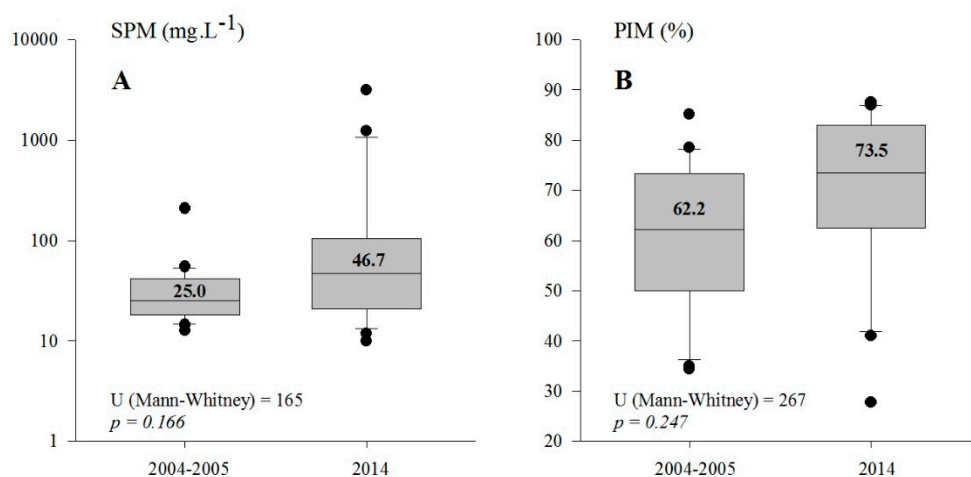 SPM (mg.L-1)
A
10000
1000
100
10
1
25.0
46.7
U (Mann-Whitney) = 165
p = 0.166
2004-2005
2014
PIM (%)
B
100
90
80
70
60
50
40
30
20
62.2
73.5
U (Mann-Whitney) = 267
p = 0.247
2004-2005
2014